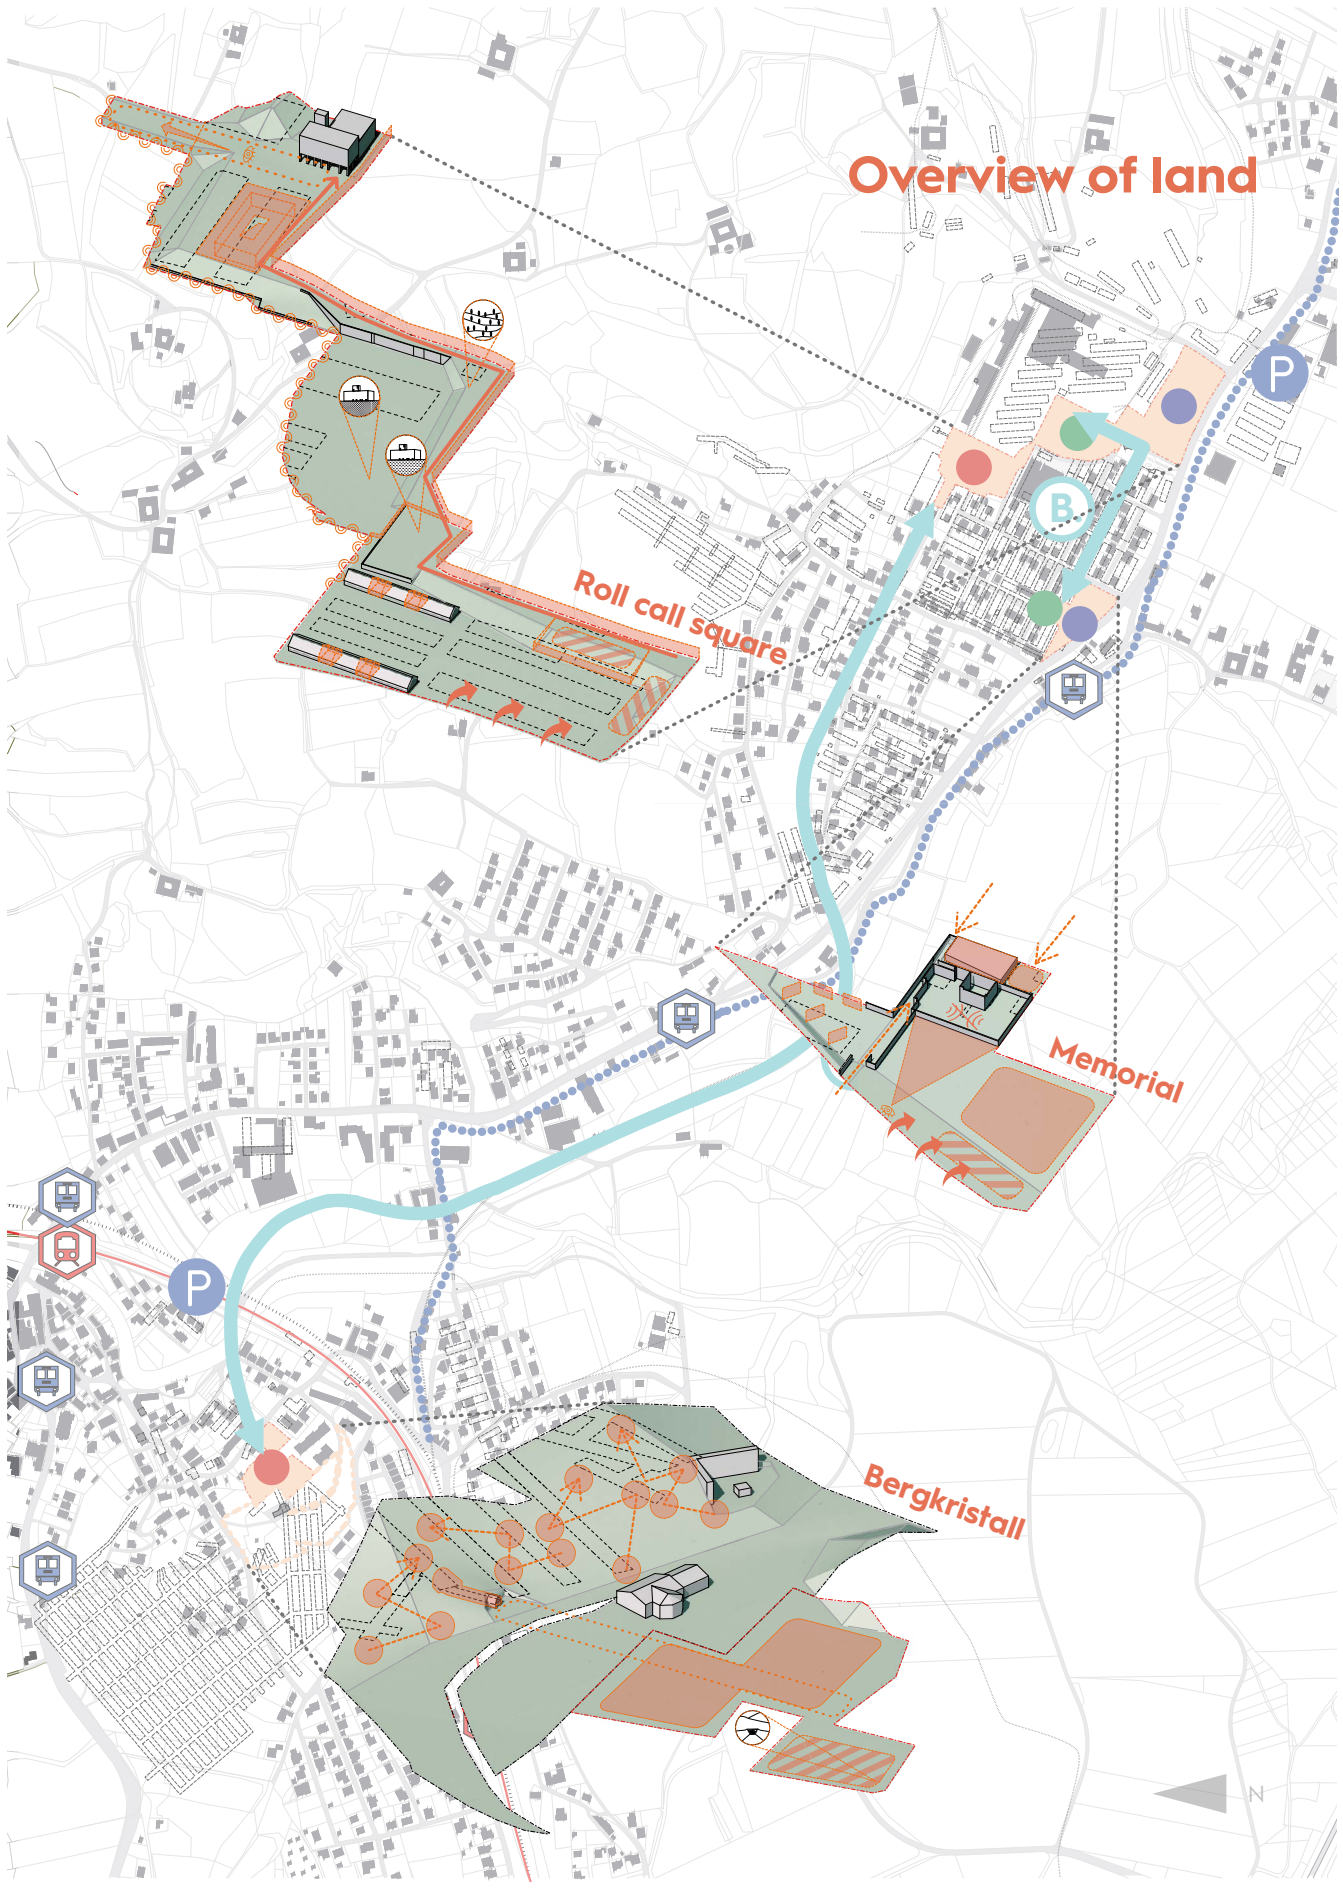 Overview of land
P
B.
Roll call square
Memorial
P
Bergkristall
N